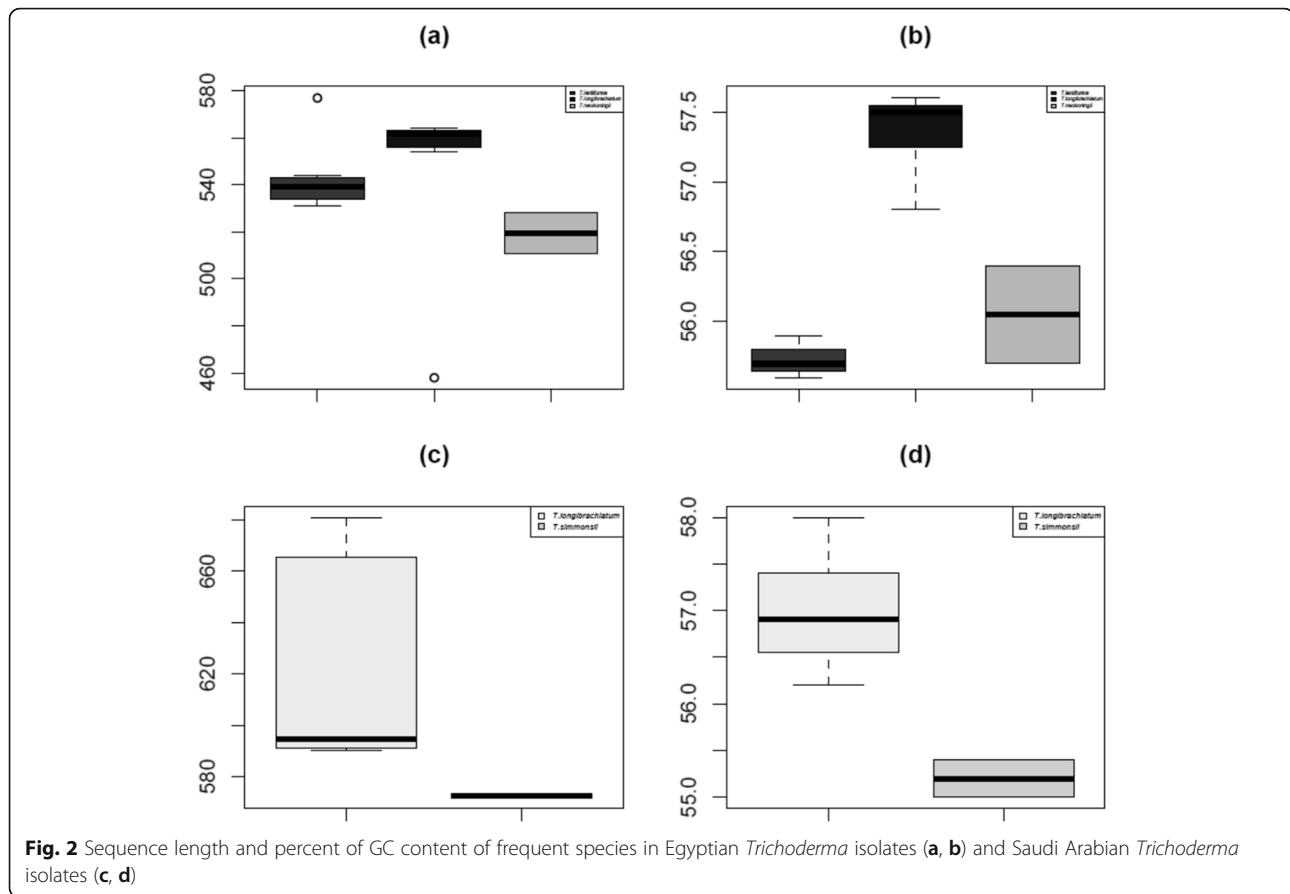 (a)
580
540
500
460
T.lentiforme
T.longibrachiatum
T.neokoningii
(b)
57.5
57.0
56.5
56.0
T.lentiforme
T.longibrachiatum
T.neokoningii
(c)
660
620
580
T.longibrachiatum
T.simmonsii
(d)
58.0
57.0
56.0
55.0
T.longibrachiatum
T.simmonsii
Fig. 2 Sequence length and percent of GC content of frequent species in Egyptian Trichoderma isolates (a, b) and Saudi Arabian Trichoderma
isolates (c, d)